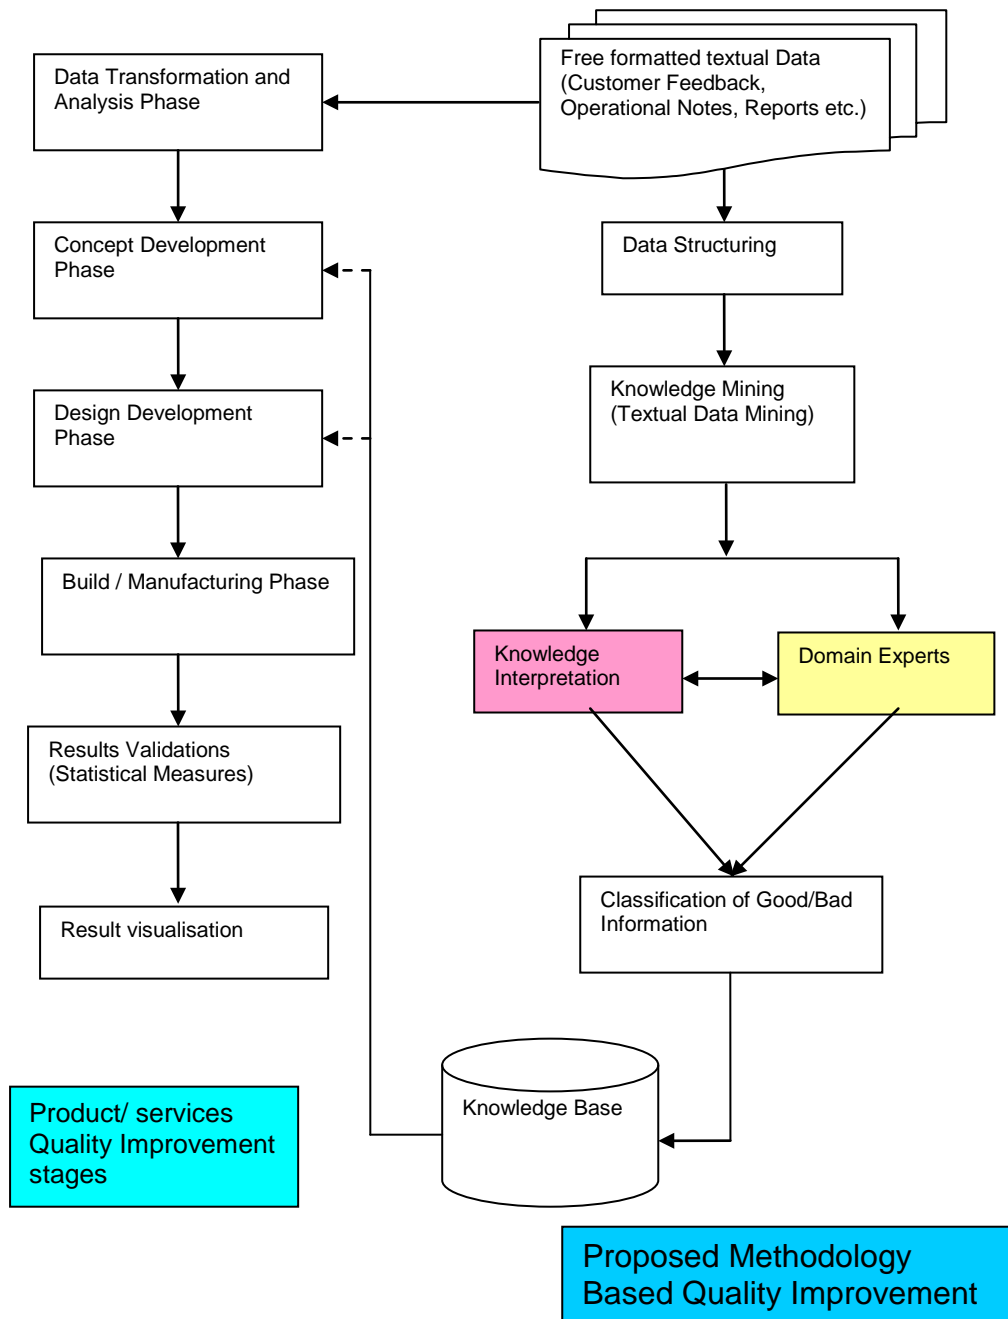 Data Transformation and
Analysis Phase
Free formatted textual Data
(Customer Feedback,
Operational Notes, Reports etc.)
Concept Development
Phase
Data Structuring
Design Development
Phase
Knowledge Mining
(Textual Data Mining)
Build / Manufacturing Phase
Knowledge
Interpretation
Domain Experts
Results Validations
(Statistical Measures)
Classification of Good/Bad
Information
Result visualisation
Knowledge Base
Product/ services
Quality Improvement
stages
Proposed Methodology
Based Quality Improvement